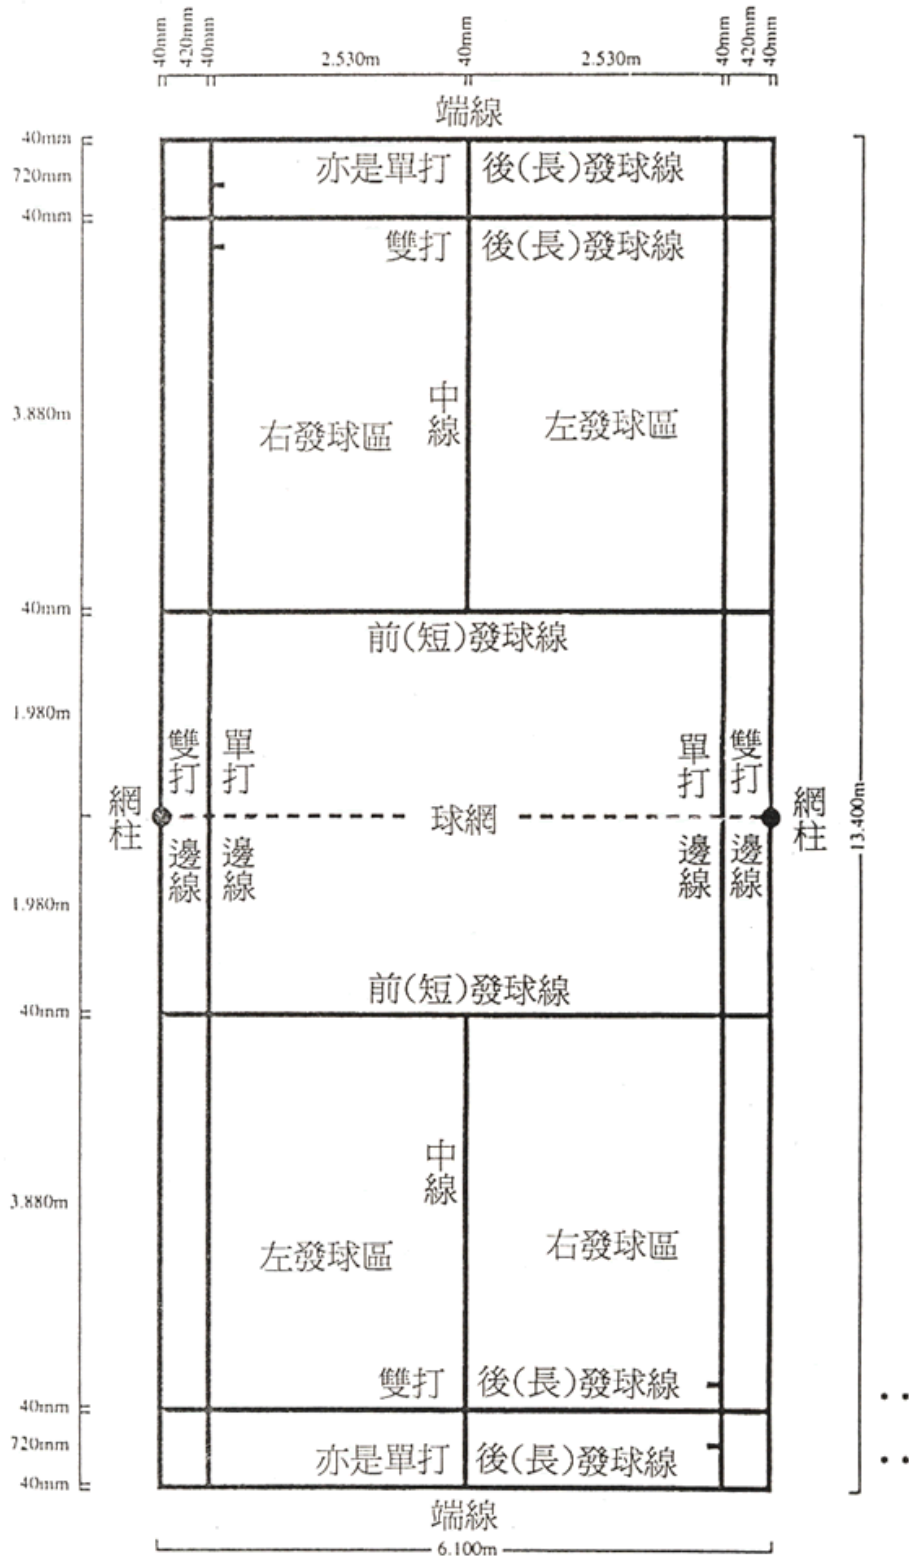 40mm 420mm 40mm 2.530m 40mm 2.530m 40mm 420mm 40mm
端線
40mm
亦是單打 後(長)發球線
720mm
40mm
雙打 後(長)發球線
3.880m
中線
右發球區
左發球區
40mm
前(短)發球線
1.980m
雙打邊線
單打邊線
單打邊線
雙打邊線
網柱
球網
網柱
13.400m
1.980m
前(短)發球線
40mm
中線
3.880m
左發球區
右發球區
雙打 後(長)發球線
40mm
720mm
亦是單打 後(長)發球線
40mm
端線
6.100m